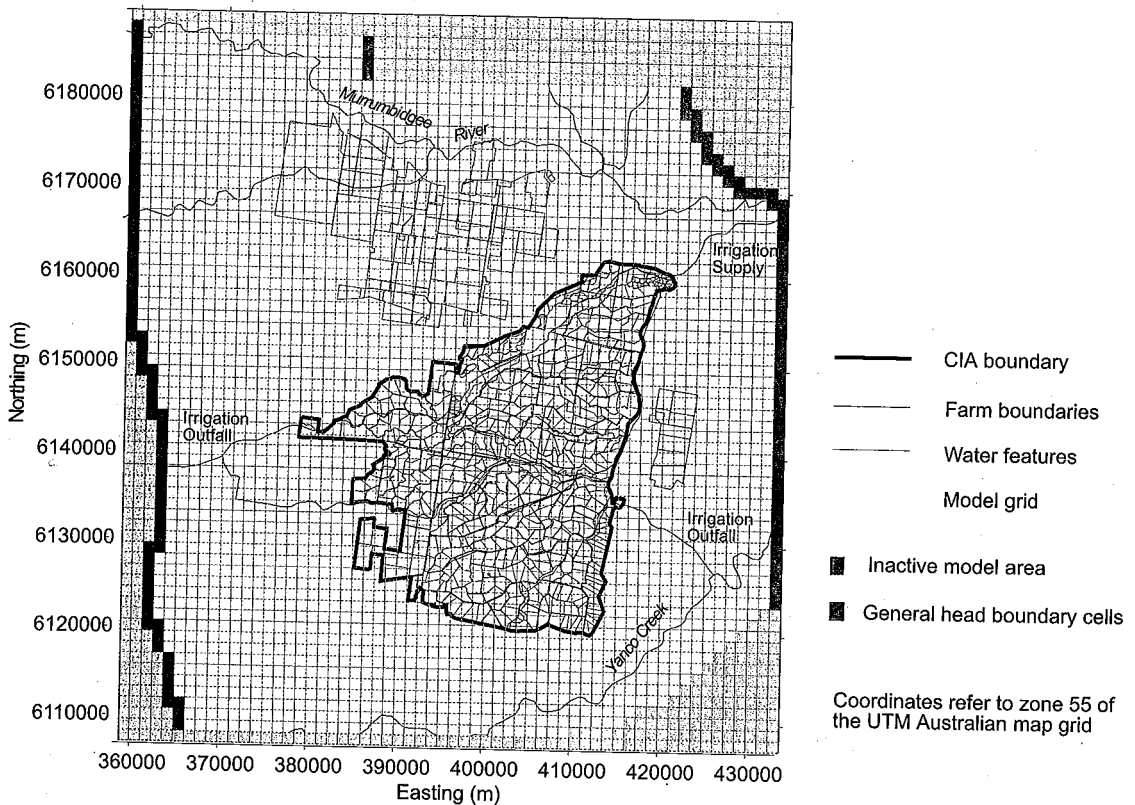 6180000
6170000
6160000
6150000
6140000
6130000
6120000
6110000
Northing (m)
360000 370000 380000 390000 400000 410000 420000 430000
Easting (m)
Murrumbidgee River
Irrigation
Supply
Irrigation
Outfall
Irrigation
Outfall
Yanco Creek
CIA boundary
Farm boundaries
Water features
Model grid
Inactive model area
General head boundary cells
Coordinates refer to zone 55 of
the UTM Australian map grid